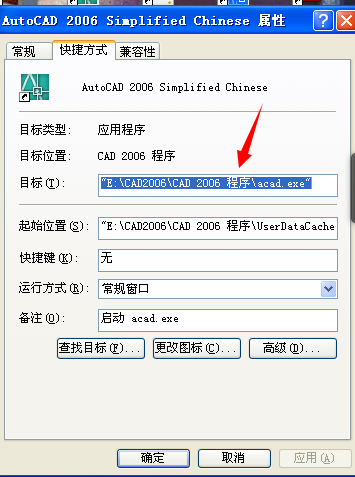 AutoCAD 2006 Simplified Chinese 属性
常规 快捷方式 兼容性
AutoCAD 2006 Simplified Chinese
目标类型: 应用程序
目标位置: CAD 2006 程序
目标(T): "E:\CAD2006\CAD 2006 程序\acad.exe"
起始位置(S): "E:\CAD2006\CAD 2006 程序\UserDataCache
快捷键(K): 无
运行方式(R): 常规窗口
备注(O): 启动 acad.exe
查找目标(F)... 更改图标(C)... 高级(D)...
确定 取消 应用(A)